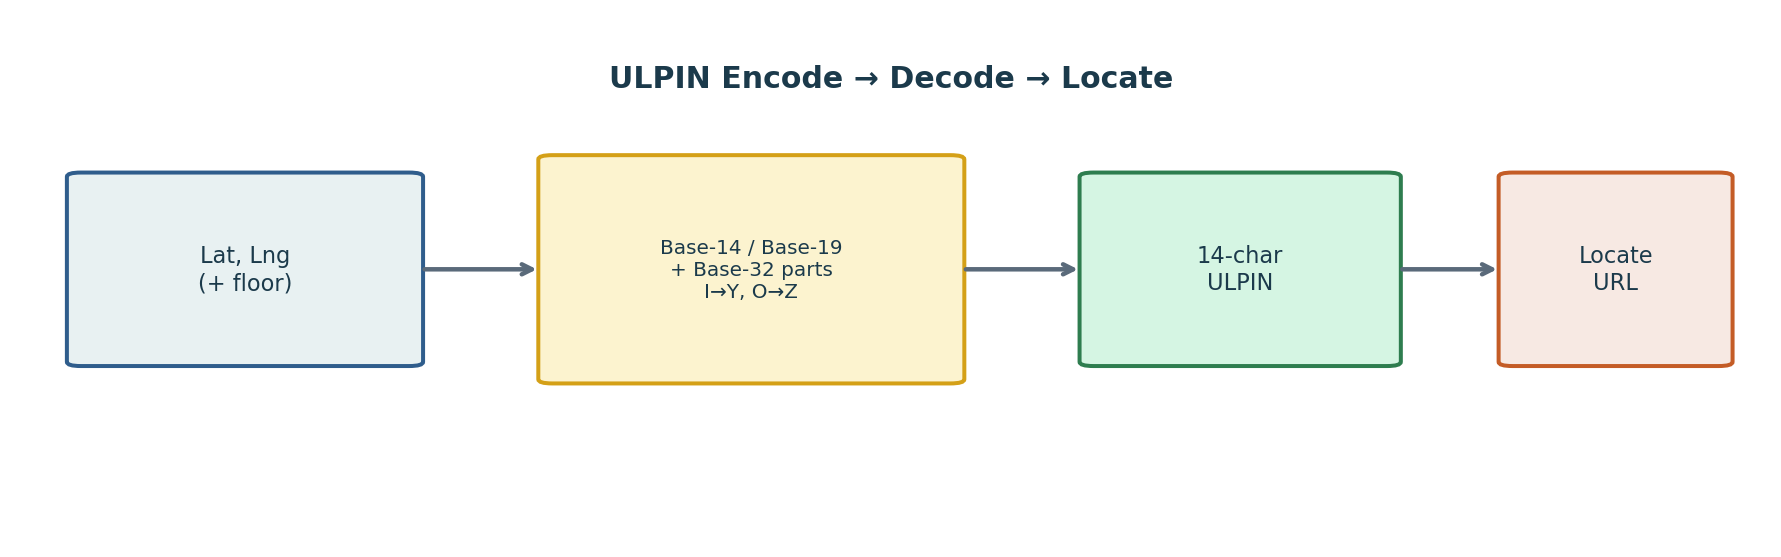 ULPIN Encode → Decode → Locate
Lat, Lng
(+ floor)
Base-14 / Base-19
+ Base-32 parts
I→Y, O→Z
14-char
ULPIN
Locate
URL